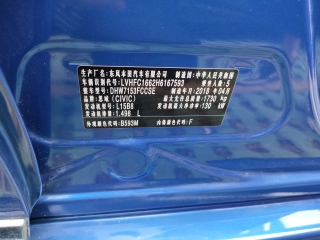 生产厂名:东风本田汽车有限公司 制造国:中华人民共和国
车辆识别代号:LVHFC1662H6167593 乘坐人数:5
整车型号:DHW7153FCCSE 制造年月:2018 年 04月
品牌:思域 (CIVIC) 最大允许总质量:1730 kg
发动机型号:L15B8 发动机最大净功率:130 kW
发动机排量:1.498 L
外观颜色代码:B593M 内饰颜色代码:F